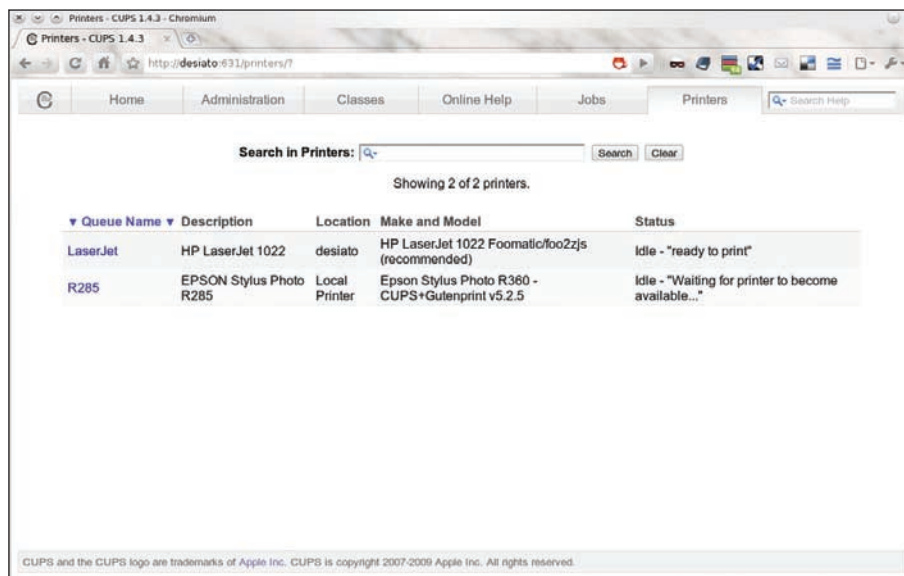 Printers - CUPS 1.4.3 - Chromium
Printers - CUPS 1.4.3
http://desiato:631/printers/?
Home Administration Classes Online Help Jobs Printers Search Help
Search in Printers: Search Clear
Showing 2 of 2 printers.
▼ Queue Name ▼ Description Location Make and Model Status
LaserJet HP LaserJet 1022 desiato HP LaserJet 1022 Foomatic/foo2zjs (recommended) Idle - "ready to print"
R285 EPSON Stylus Photo R285 Local Printer Epson Stylus Photo R360 - CUPS+Gutenprint v5.2.5 Idle - "Waiting for printer to become available..."
CUPS and the CUPS logo are trademarks of Apple Inc. CUPS is copyright 2007-2009 Apple Inc. All rights reserved.